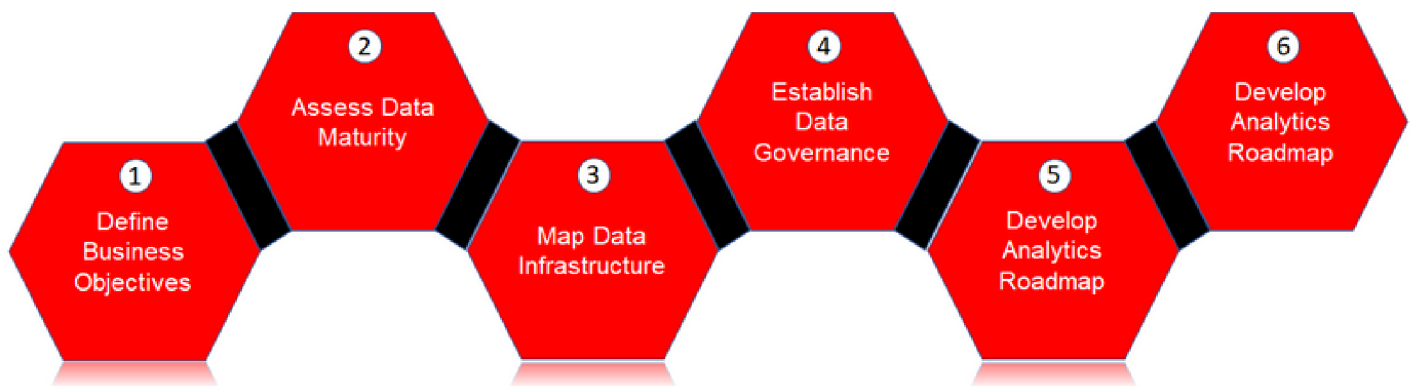 1
Define
Business
Objectives
2
Assess Data
Maturity
3
Map Data
Infrastructure
4
Establish
Data
Governance
5
Develop
Analytics
Roadmap
6
Develop
Analytics
Roadmap